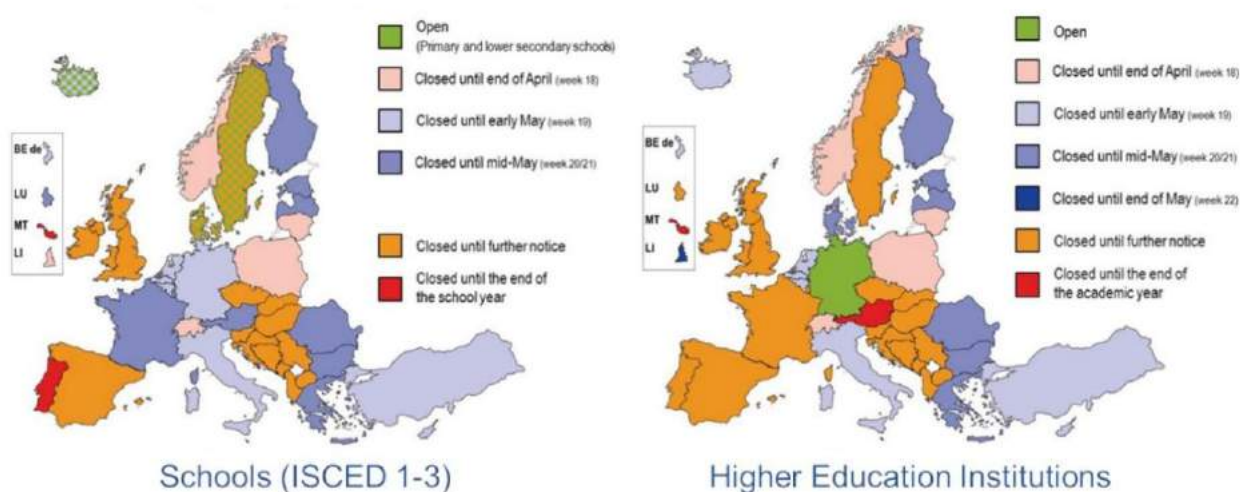 Open
(Primary and lower secondary schools)
Closed until end of April (week 18)
Closed until early May (week 19)
Closed until mid-May (week 20/21)
Closed until further notice
Closed until the end of
the school year
BE de
LU
MT
LI
Schools (ISCED 1-3)
Open
Closed until end of April (week 18)
Closed until early May (week 19)
Closed until mid-May (week 20/21)
Closed until end of May (week 22)
Closed until further notice
Closed until the end of
the academic year
BE de
LU
MT
LI
Higher Education Institutions